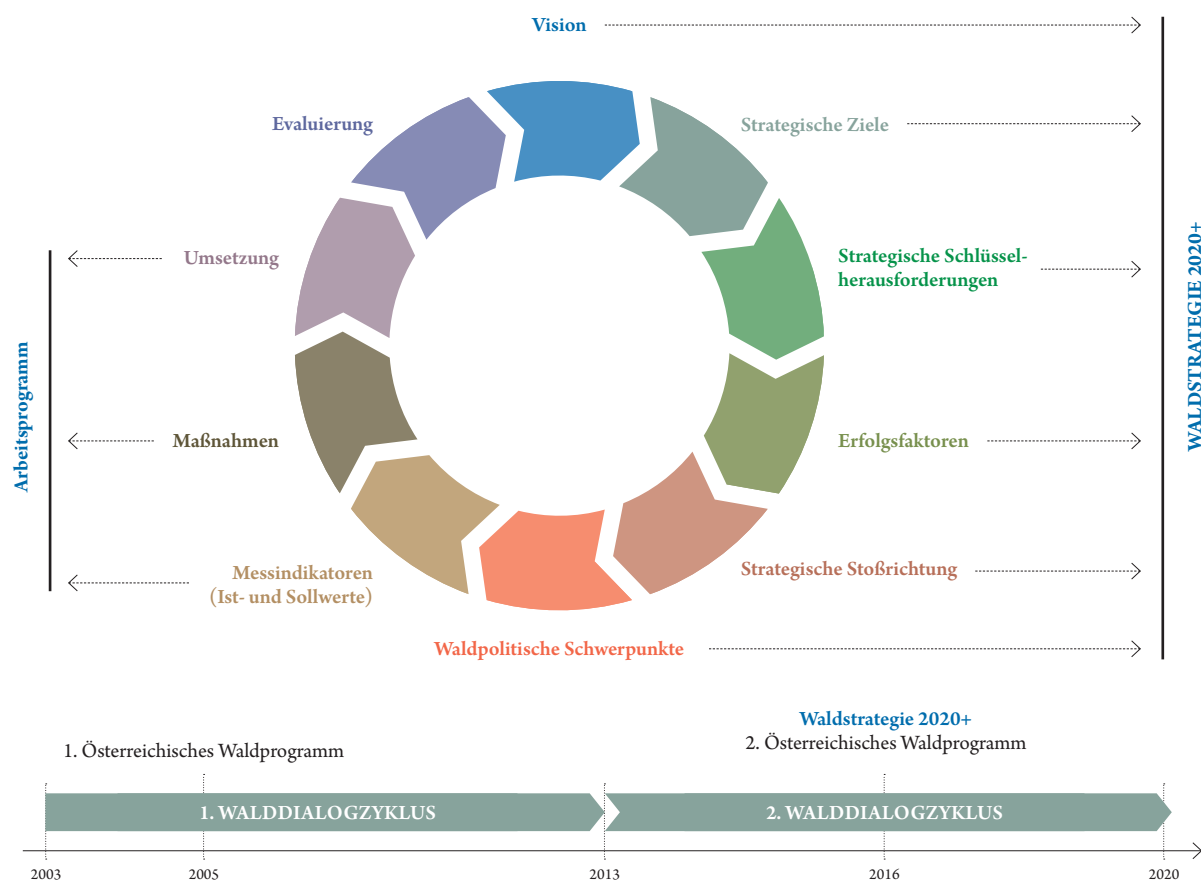 Vision
Evaluierung
Strategische Ziele
Umsetzung
Strategische Schlüssel-
herausforderungen
WALDSTRATEGIE 2020+
Arbeitsprogramm
Maßnahmen
Erfolgsfaktoren
Messindikatoren
(Ist- und Sollwerte)
Strategische Stoßrichtung
Waldpolitische Schwerpunkte
Waldstrategie 2020+
1. Österreichisches Waldprogramm
2. Österreichisches Waldprogramm
1. WALDDIALOGZYKLUS
2. WALDDIALOGZYKLUS
2003
2005
2013
2016
2020